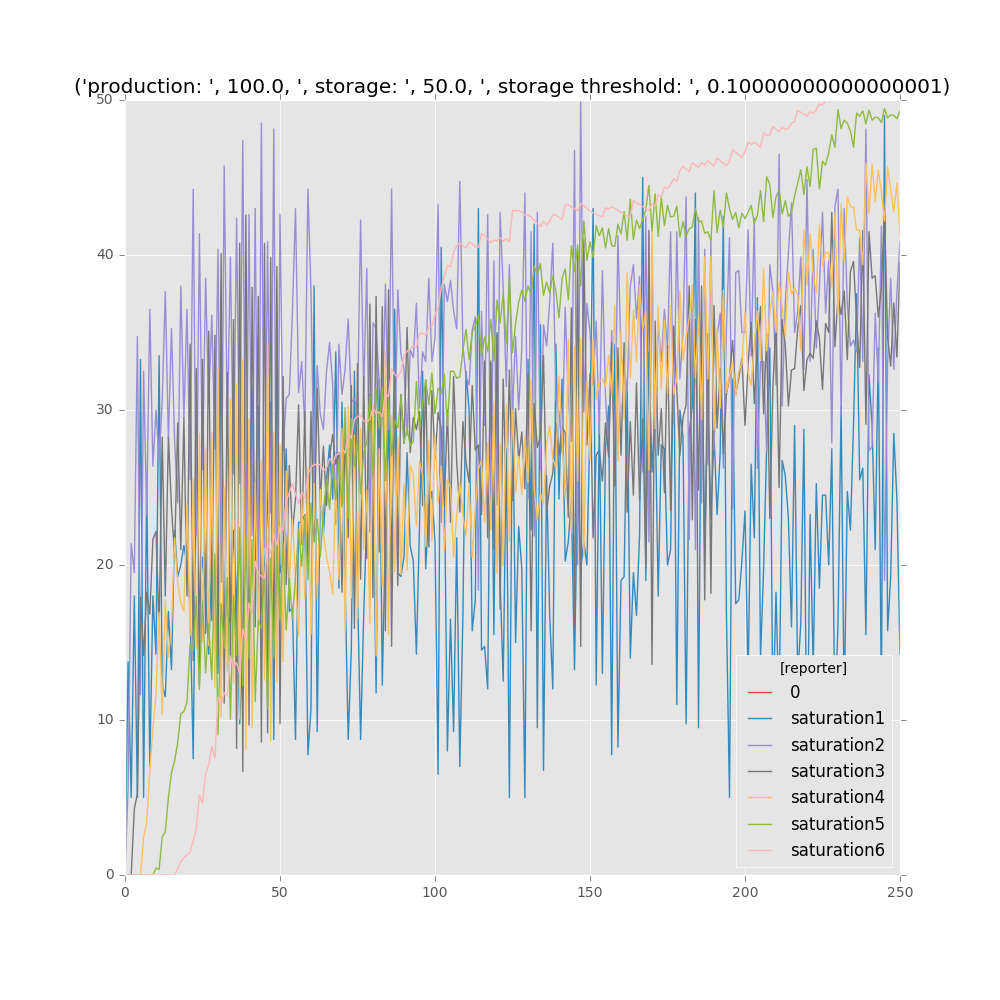 ('production: ', 100.0, ', storage: ', 50.0, ', storage threshold: ', 0.10000000000000001)
50
40
30
20
10
0
0 50 100 150 200 250
[reporter]
0
saturation1
saturation2
saturation3
saturation4
saturation5
saturation6